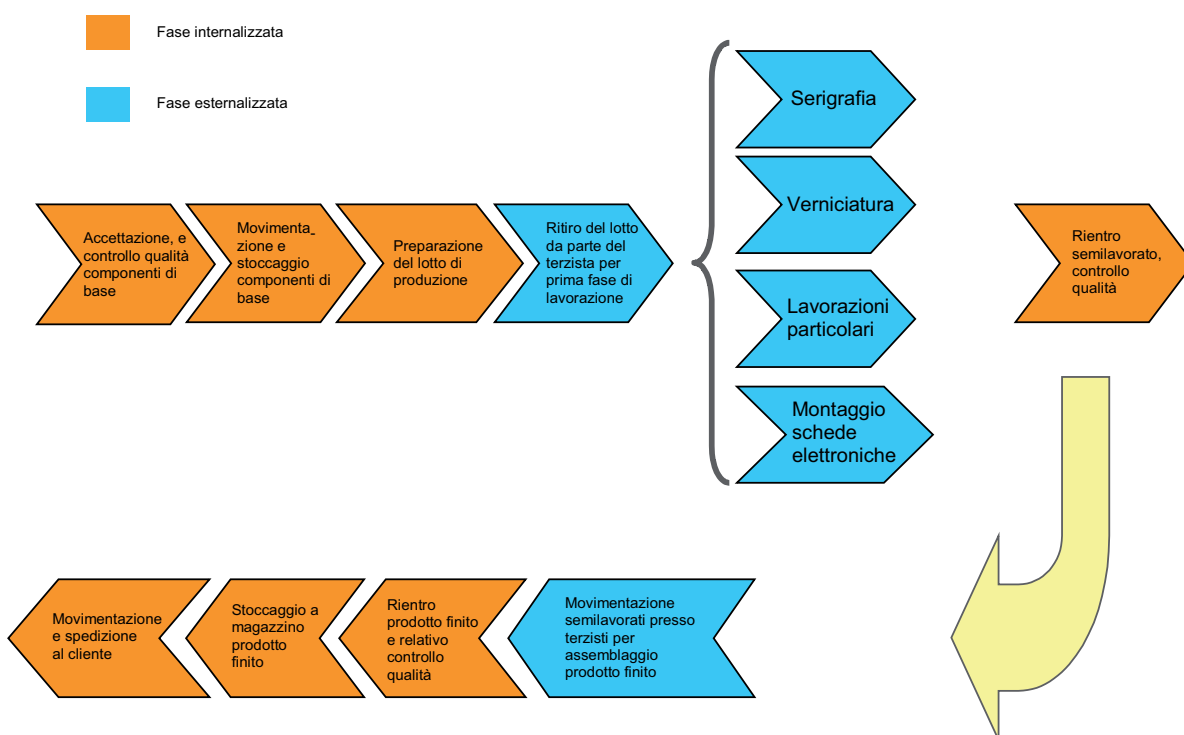 Fase internalizzata
Fase esternalizzata
Serigrafia
Verniciatura
Lavorazioni
particolari
Montaggio
schede
elettroniche
Accettazione, e
controllo qualità
componenti di
base
Movimenta_
zione e
stoccaggio
componenti di
base
Preparazione
del lotto di
produzione
Ritiro del lotto
da parte del
terzista per
prima fase di
lavorazione
Rientro
semilavorato,
controllo
qualità
Movimentazione
semilavorati presso
terzisti per
assemblaggio
prodotto finito
Rientro
prodotto finito
e relativo
controllo
qualità
Stoccaggio a
magazzino
prodotto
finito
Movimentazione
e spedizione
al cliente